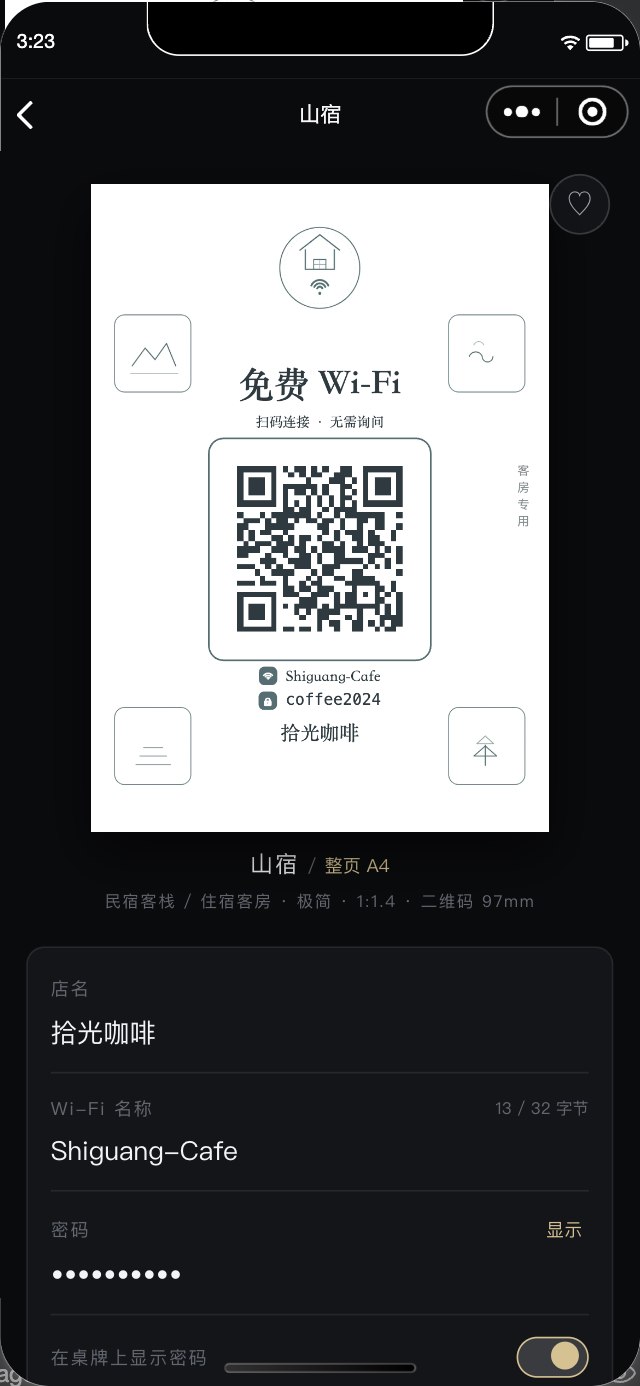 3:23
山宿
免费 Wi-Fi
扫码连接 · 无需询问
客房专用
Shiguang-Cafe
coffee2024
拾光咖啡
山宿 / 整页 A4
民宿客栈 / 住宿客房 · 极简 · 1:1.4 · 二维码 97mm
店名
拾光咖啡
Wi-Fi 名称
13 / 32 字节
Shiguang-Cafe
密码
显示
在桌牌上显示密码